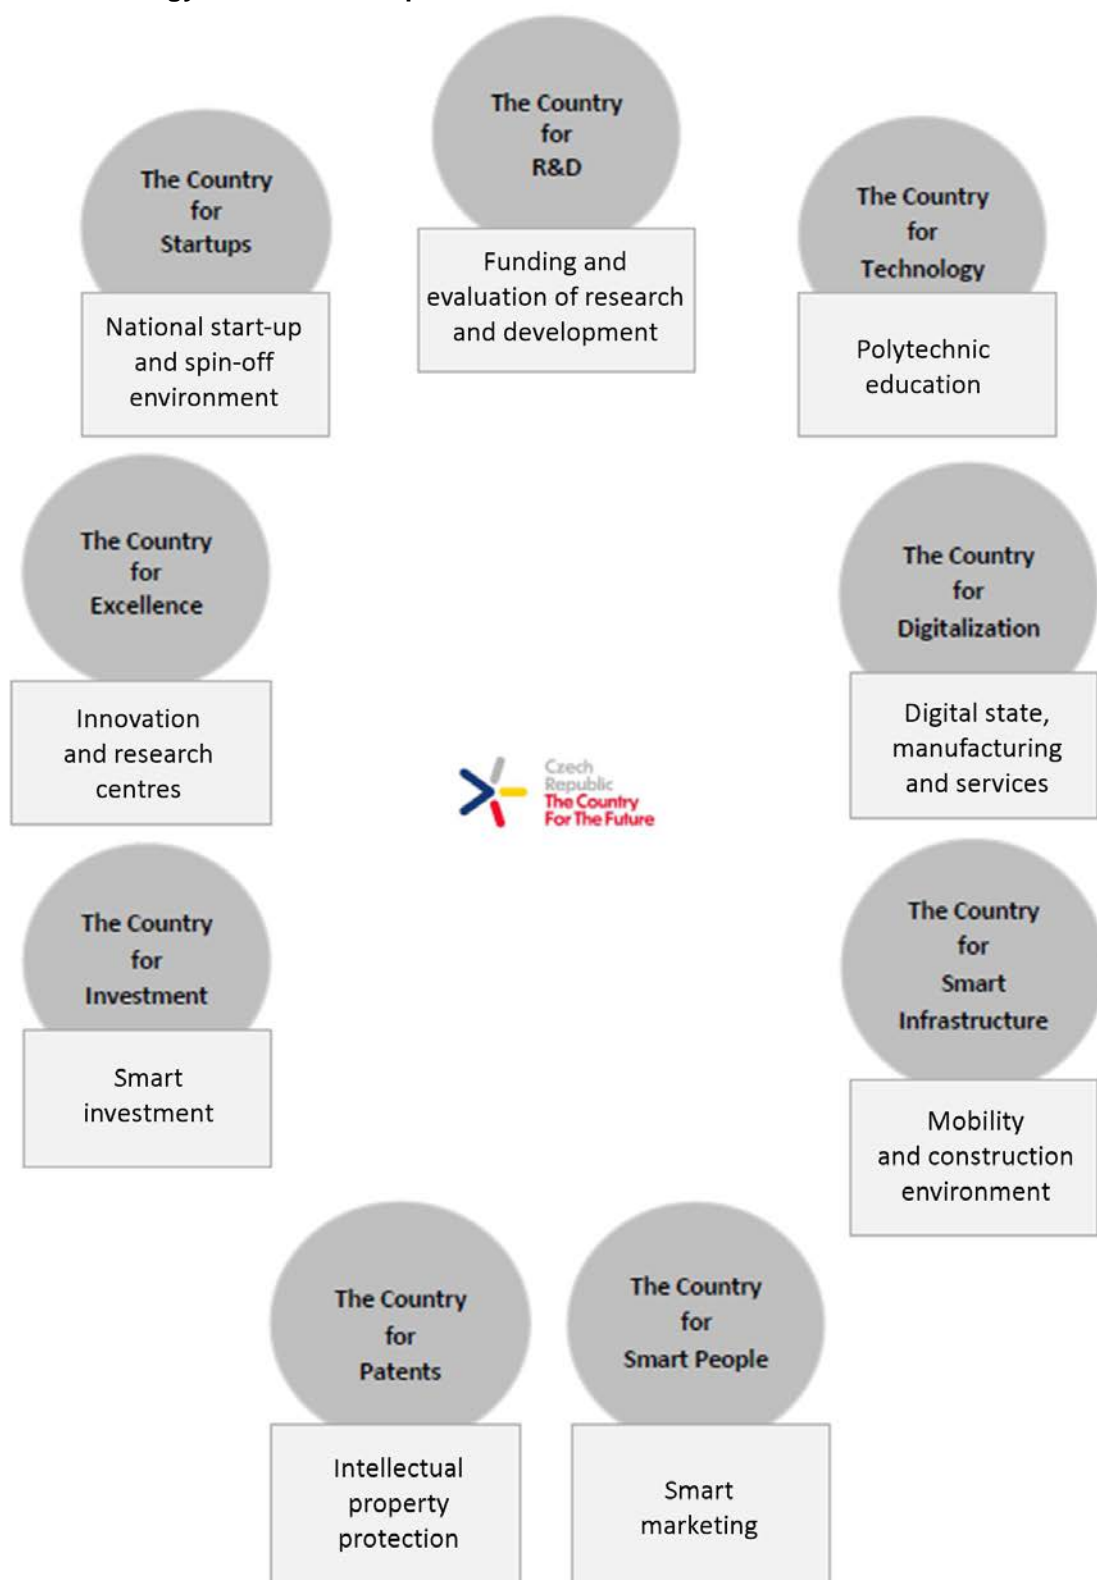 The Country
for
R&D
Funding and
evaluation of research
and development
The Country
for
Startups
National start-up
and spin-off
environment
The Country
for
Technology
Polytechnic
education
The Country
for
Excellence
Innovation
and research
centres
The Country
for
Digitalization
Digital state,
manufacturing
and services
Czech
Republic
The Country
For The Future
The Country
for
Investment
Smart
investment
The Country
for
Smart
Infrastructure
Mobility
and construction
environment
The Country
for
Patents
Intellectual
property
protection
The Country
for
Smart People
Smart
marketing